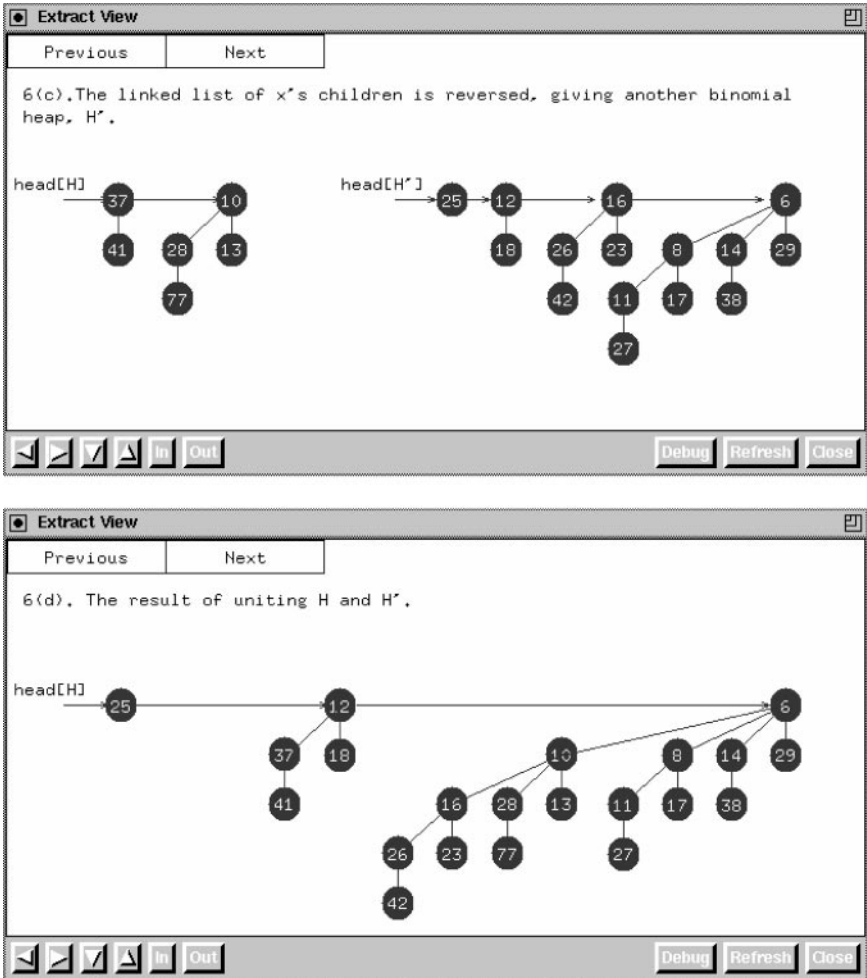 Extract View
Previous Next
6(c).The linked list of x's children is reversed, giving another binomial
heap, H'.
head[H] 37 10 head[H'] 25 12 16 6
41 28 13 18 26 23 8 14 29
77 42 11 17 38
27
In Out Debug Refresh Close
Extract View
Previous Next
6(d). The result of uniting H and H'.
head[H] 25 12 6
37 18 10 8 14 29
41 16 28 13 11 17 38
26 23 77 27
42
In Out Debug Refresh Close